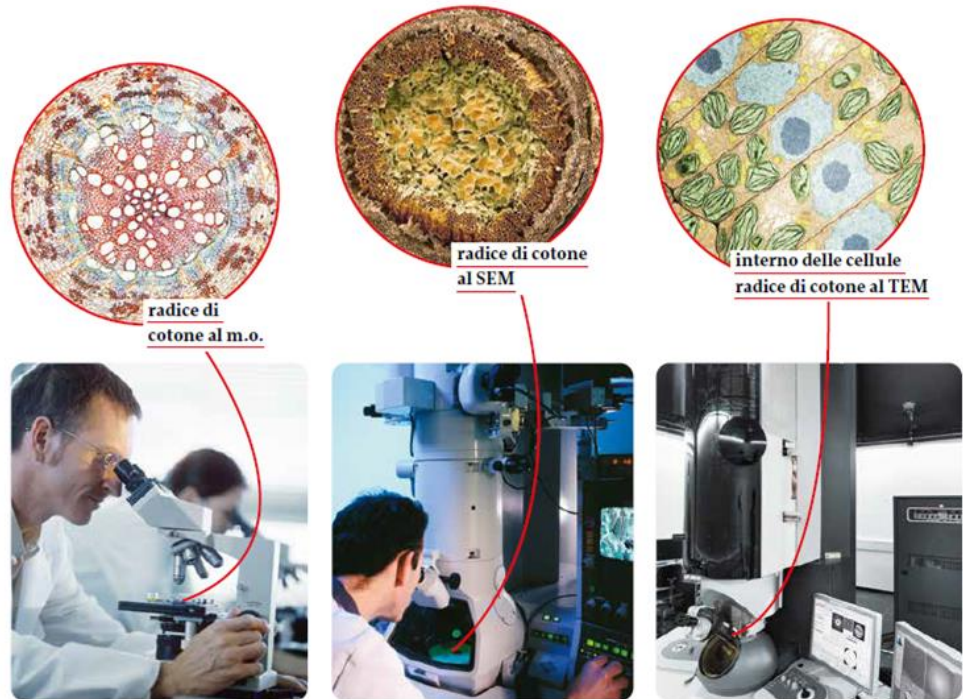 radice di
cotone al m.o.
radice di cotone
al SEM
interno delle cellule
radice di cotone al TEM